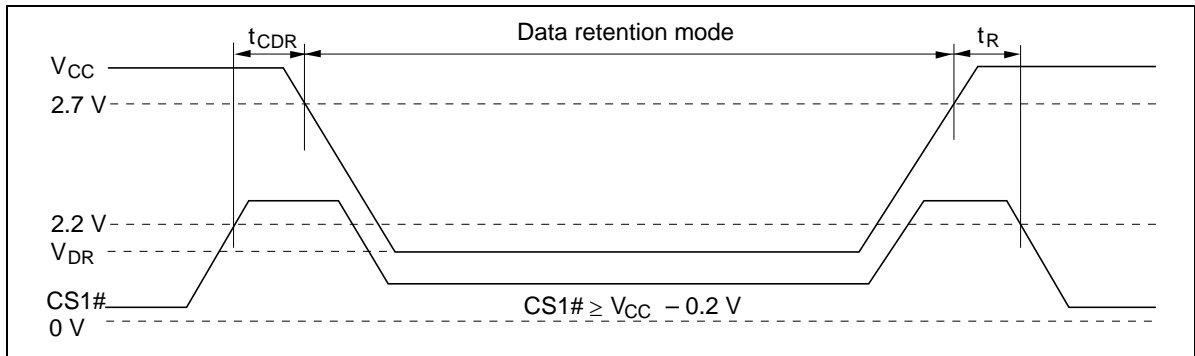 tCDR Data retention mode tR
VCC
2.7 V
2.2 V
VDR
CS1#
CS1# ≥ VCC – 0.2 V
0 V